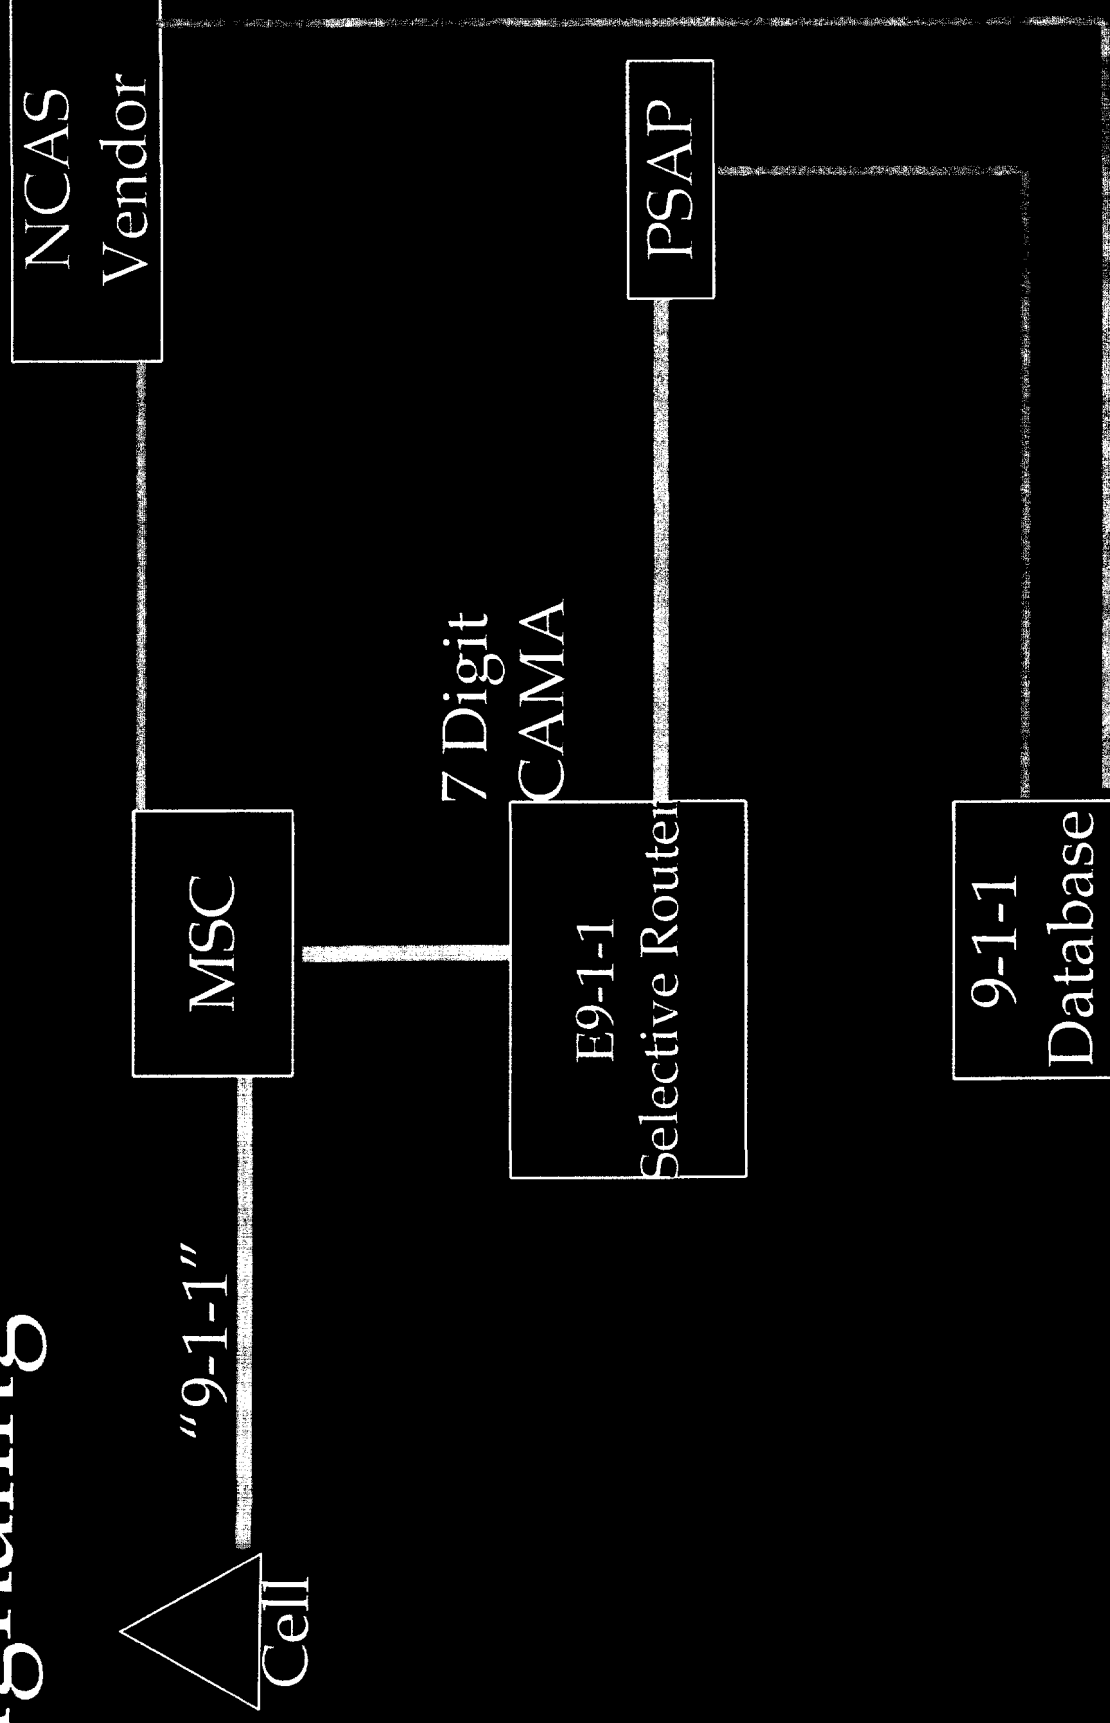 "9-1-1"
Cell
MSC
NCAS
Vendor
7 Digit
CAMA
E9-1-1
Selective Router
PSAP
9-1-1
Database